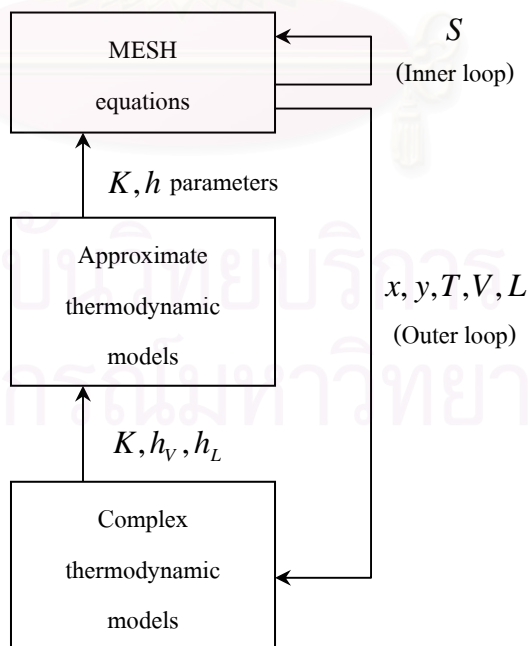 MESH
equations
S
(Inner loop)
K, h parameters
Approximate
thermodynamic
models
x, y, T, V, L
(Outer loop)
K, h_V, h_L
Complex
thermodynamic
models